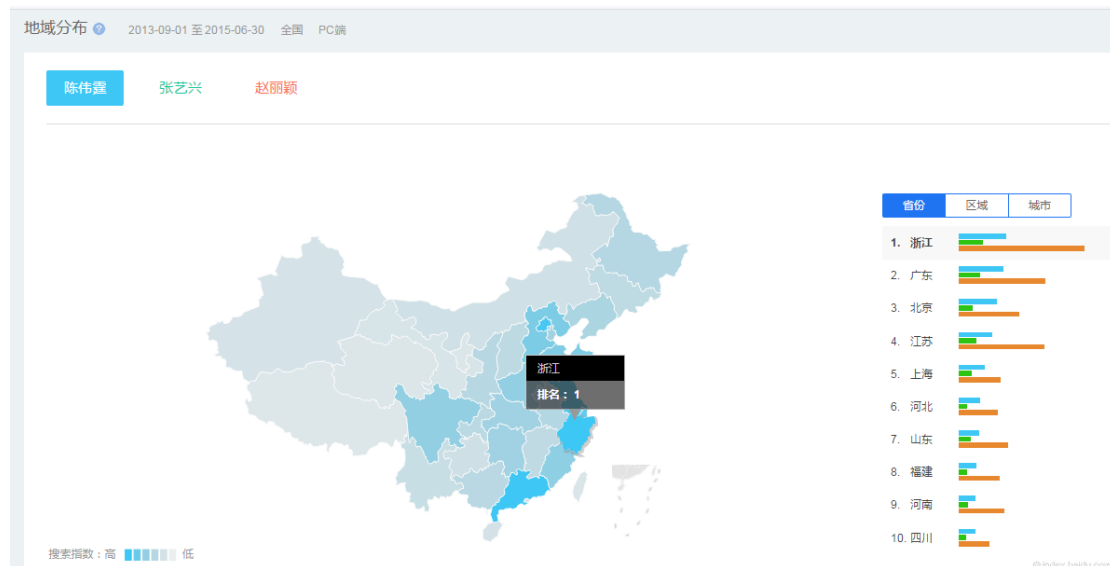 地域分布 ? 2013-09-01 至 2015-06-30 全国 PC端
陈伟霆 张艺兴 赵丽颖
省份 区域 城市
1. 浙江
2. 广东
3. 北京
4. 江苏
5. 上海
6. 河北
7. 山东
8. 福建
9. 河南
10. 四川
浙江
排名：1
搜索指数：高 低
@index.baidu.com